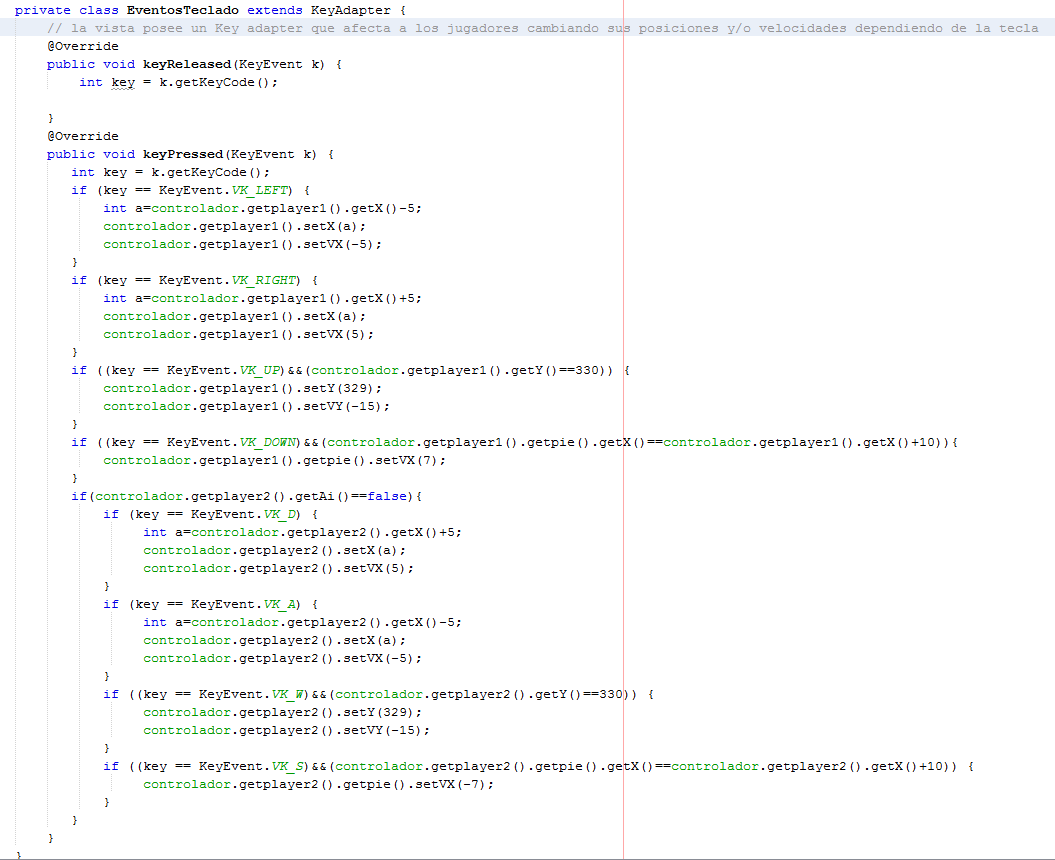 private class EventosTeclado extends KeyAdapter {
// la vista posee un Key adapter que afecta a los jugadores cambiando sus posiciones y/o velocidades dependiendo de la tecla
@Override
public void keyReleased(KeyEvent k) {
int key = k.getKeyCode();
}
@Override
public void keyPressed(KeyEvent k) {
int key = k.getKeyCode();
if (key == KeyEvent.VK_LEFT) {
int a=controlador.getplayer1().getX()-5;
controlador.getplayer1().setX(a);
controlador.getplayer1().setVX(-5);
}
if (key == KeyEvent.VK_RIGHT) {
int a=controlador.getplayer1().getX()+5;
controlador.getplayer1().setX(a);
controlador.getplayer1().setVX(5);
}
if ((key == KeyEvent.VK_UP)&&(controlador.getplayer1().getY()==330)) {
controlador.getplayer1().setY(329);
controlador.getplayer1().setVY(-15);
}
if ((key == KeyEvent.VK_DOWN)&&(controlador.getplayer1().getpie().getX()==controlador.getplayer1().getX()+10)){
controlador.getplayer1().getpie().setVX(7);
}
if(controlador.getplayer2().getAi()==false){
if (key == KeyEvent.VK_D) {
int a=controlador.getplayer2().getX()+5;
controlador.getplayer2().setX(a);
controlador.getplayer2().setVX(5);
}
if (key == KeyEvent.VK_A) {
int a=controlador.getplayer2().getX()-5;
controlador.getplayer2().setX(a);
controlador.getplayer2().setVX(-5);
}
if ((key == KeyEvent.VK_W)&&(controlador.getplayer2().getY()==330)) {
controlador.getplayer2().setY(329);
controlador.getplayer2().setVY(-15);
}
if ((key == KeyEvent.VK_S)&&(controlador.getplayer2().getpie().getX()==controlador.getplayer2().getX()+10)) {
controlador.getplayer2().getpie().setVX(-7);
}
}
}
}